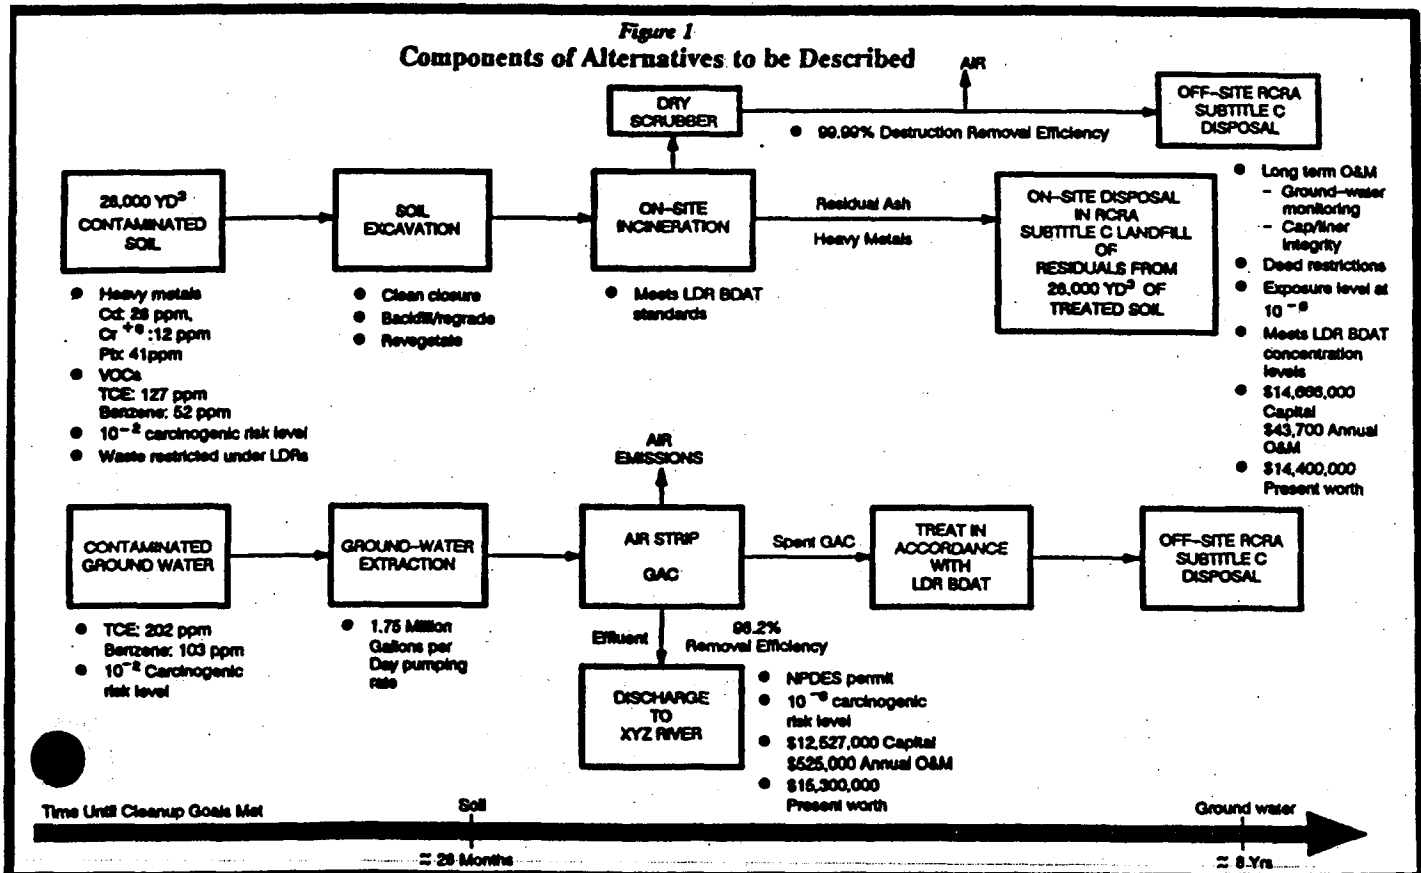 Figure 1
Components of Alternatives to be Described
AIR
DRY
SCRUBBER
99.99% Destruction Removal Efficiency
OFF-SITE RCRA
SUBTITLE C
DISPOSAL
28,000 YD³
CONTAMINATED
SOIL
SOIL
EXCAVATION
ON-SITE
INCINERATION
Residual Ash
Heavy Metals
ON-SITE DISPOSAL
IN RCRA
SUBTITLE C LANDFILL
OF
RESIDUALS FROM
28,000 YD³ OF
TREATED SOIL
● Long term O&M
- Ground-water
monitoring
- Cap/liner
integrity
● Deed restrictions
● Exposure level at
10⁻⁶
● Meets LDR BDAT
concentration
levels
● $14,666,000
Capital
$43,700 Annual
O&M
● $14,400,000
Present worth
● Heavy metals
Cd: 28 ppm,
Cr⁺⁶:12 ppm
Pb: 41ppm
● VOCs
TCE: 127 ppm
Benzene: 52 ppm
● 10⁻² carcinogenic risk level
● Waste restricted under LDRs
● Clean closure
● Backfill/regrade
● Revegetate
● Meets LDR BDAT
standards
AIR
EMISSIONS
CONTAMINATED
GROUND WATER
GROUND-WATER
EXTRACTION
AIR STRIP
GAC
Spent GAC
TREAT IN
ACCORDANCE
WITH
LDR BDAT
OFF-SITE RCRA
SUBTITLE C
DISPOSAL
● TCE: 202 ppm
Benzene: 103 ppm
● 10⁻² Carcinogenic
risk level
● 1.75 Million
Gallons per
Day pumping
rate
Effluent
98.2%
Removal Efficiency
DISCHARGE
TO
XYZ RIVER
● NPDES permit
● 10⁻⁶ carcinogenic
risk level
● $12,527,000 Capital
$525,000 Annual O&M
● $15,300,000
Present worth
Time Until Cleanup Goals Met
Soil
Ground water
≈ 28 Months
≈ 8 Yrs